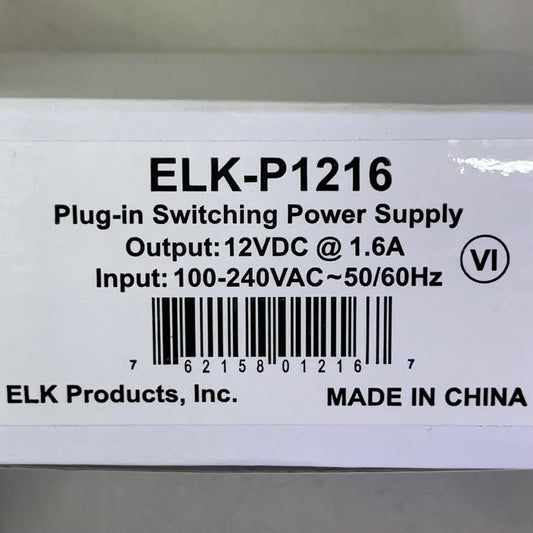 ELK-P1216
Plug-in Switching Power Supply
Output: 12VDC @ 1.6A
Input: 100-240VAC~50/60Hz
VI
7 62158 01216 7
ELK Products, Inc.
MADE IN CHINA